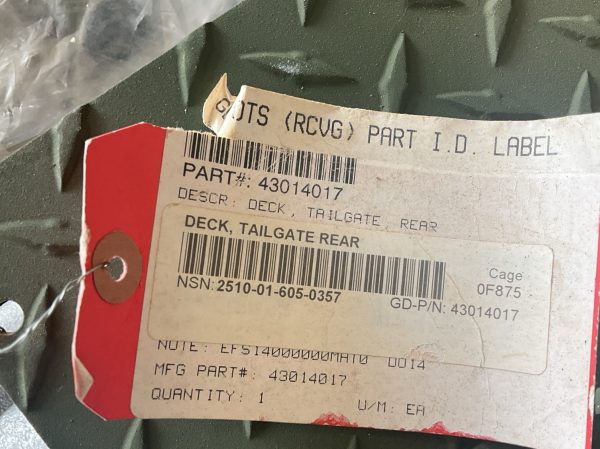 GDTS (RCVG) PART I.D. LABEL
PART#: 43014017
DESCR: DECK, TAILGATE, REAR
DECK, TAILGATE REAR
NSN: 2510-01-605-0357
Cage
0F875
GD-P/N: 43014017
NOTE: EFS14000000MAT0 0014
MFG PART#: 43014017
QUANTITY: 1 U/M: EA